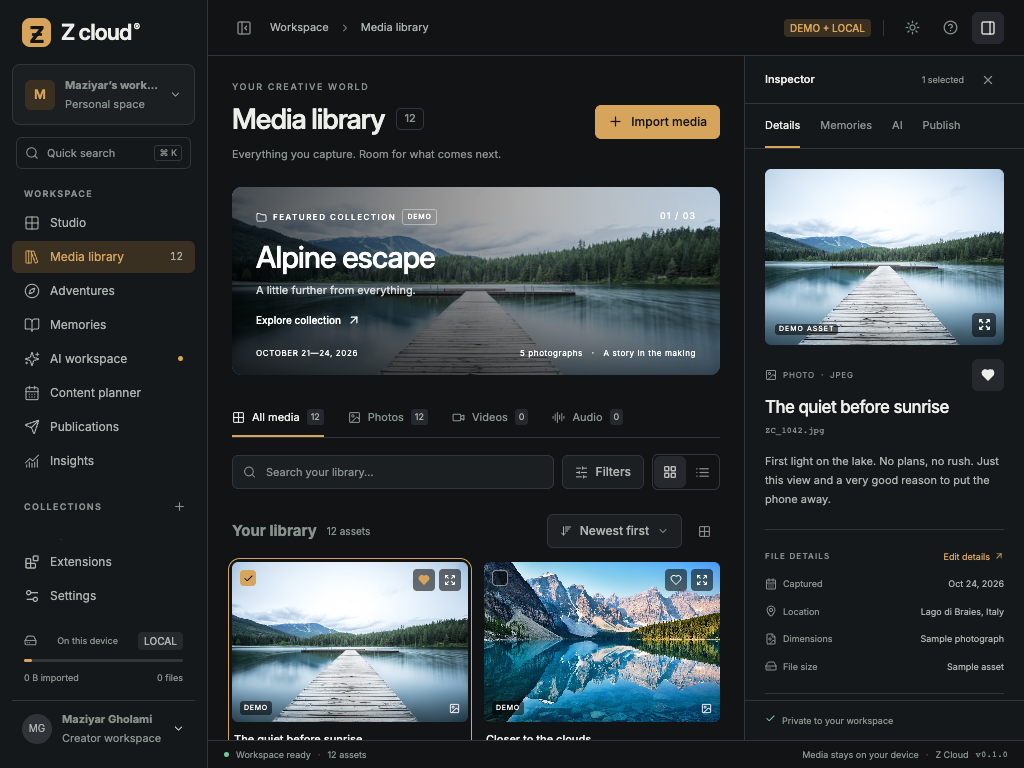 Z cloud®
M
Maziyar's work...
Personal space
Quick search
⌘ K
WORKSPACE
Studio
Media library 12
Adventures
Memories
AI workspace
Content planner
Publications
Insights
COLLECTIONS
Extensions
Settings
On this device LOCAL
0 B imported 0 files
MG
Maziyar Gholami
Creator workspace
Workspace > Media library
DEMO + LOCAL
YOUR CREATIVE WORLD
Media library 12
Everything you capture. Room for what comes next.
Import media
FEATURED COLLECTION DEMO
01 / 03
Alpine escape
A little further from everything.
Explore collection
OCTOBER 21—24, 2026
5 photographs · A story in the making
All media 12
Photos 12
Videos 0
Audio 0
Search your library...
Filters
Your library 12 assets
Newest first
DEMO
The quiet before sunrise
DEMO
Closer to the clouds
Inspector
1 selected
Details Memories AI Publish
DEMO ASSET
PHOTO · JPEG
The quiet before sunrise
ZC_1042.jpg
First light on the lake. No plans, no rush. Just
this view and a very good reason to put the
phone away.
FILE DETAILS
Edit details
Captured Oct 24, 2026
Location Lago di Braies, Italy
Dimensions Sample photograph
File size Sample asset
Private to your workspace
Workspace ready · 12 assets
Media stays on your device · Z Cloud v0.1.0